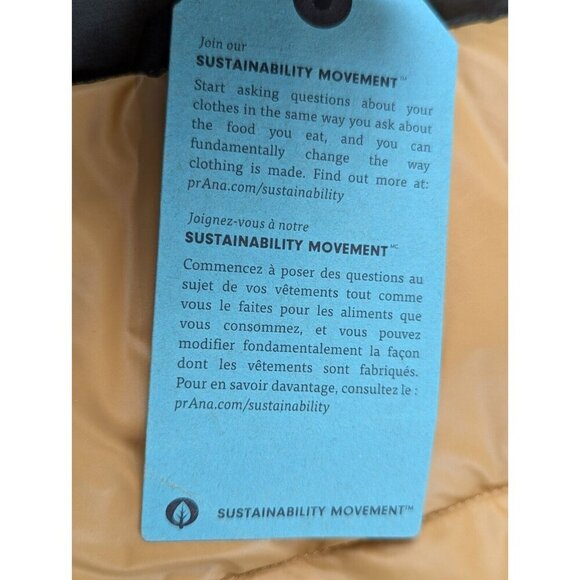 Join our
SUSTAINABILITY MOVEMENT™
Start asking questions about your
clothes in the same way you ask about
the food you eat, and you can
fundamentally change the way
clothing is made. Find out more at:
prAna.com/sustainability
Joignez-vous à notre
SUSTAINABILITY MOVEMENT MC
Commencez à poser des questions au
sujet de vos vêtements tout comme
vous le faites pour les aliments que
vous consommez, et vous pouvez
modifier fondamentalement la façon
dont les vêtements sont fabriqués.
Pour en savoir davantage, consultez le :
prAna.com/sustainability
SUSTAINABILITY MOVEMENT™